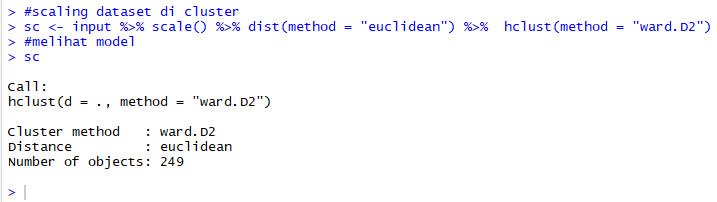 > #scaling dataset di cluster
> sc <- input %>% scale() %>% dist(method = "euclidean") %>%  hclust(method = "ward.D2")
> #melihat model
> sc

Call:
hclust(d = ., method = "ward.D2")

Cluster method   : ward.D2
Distance         : euclidean
Number of objects: 249

>